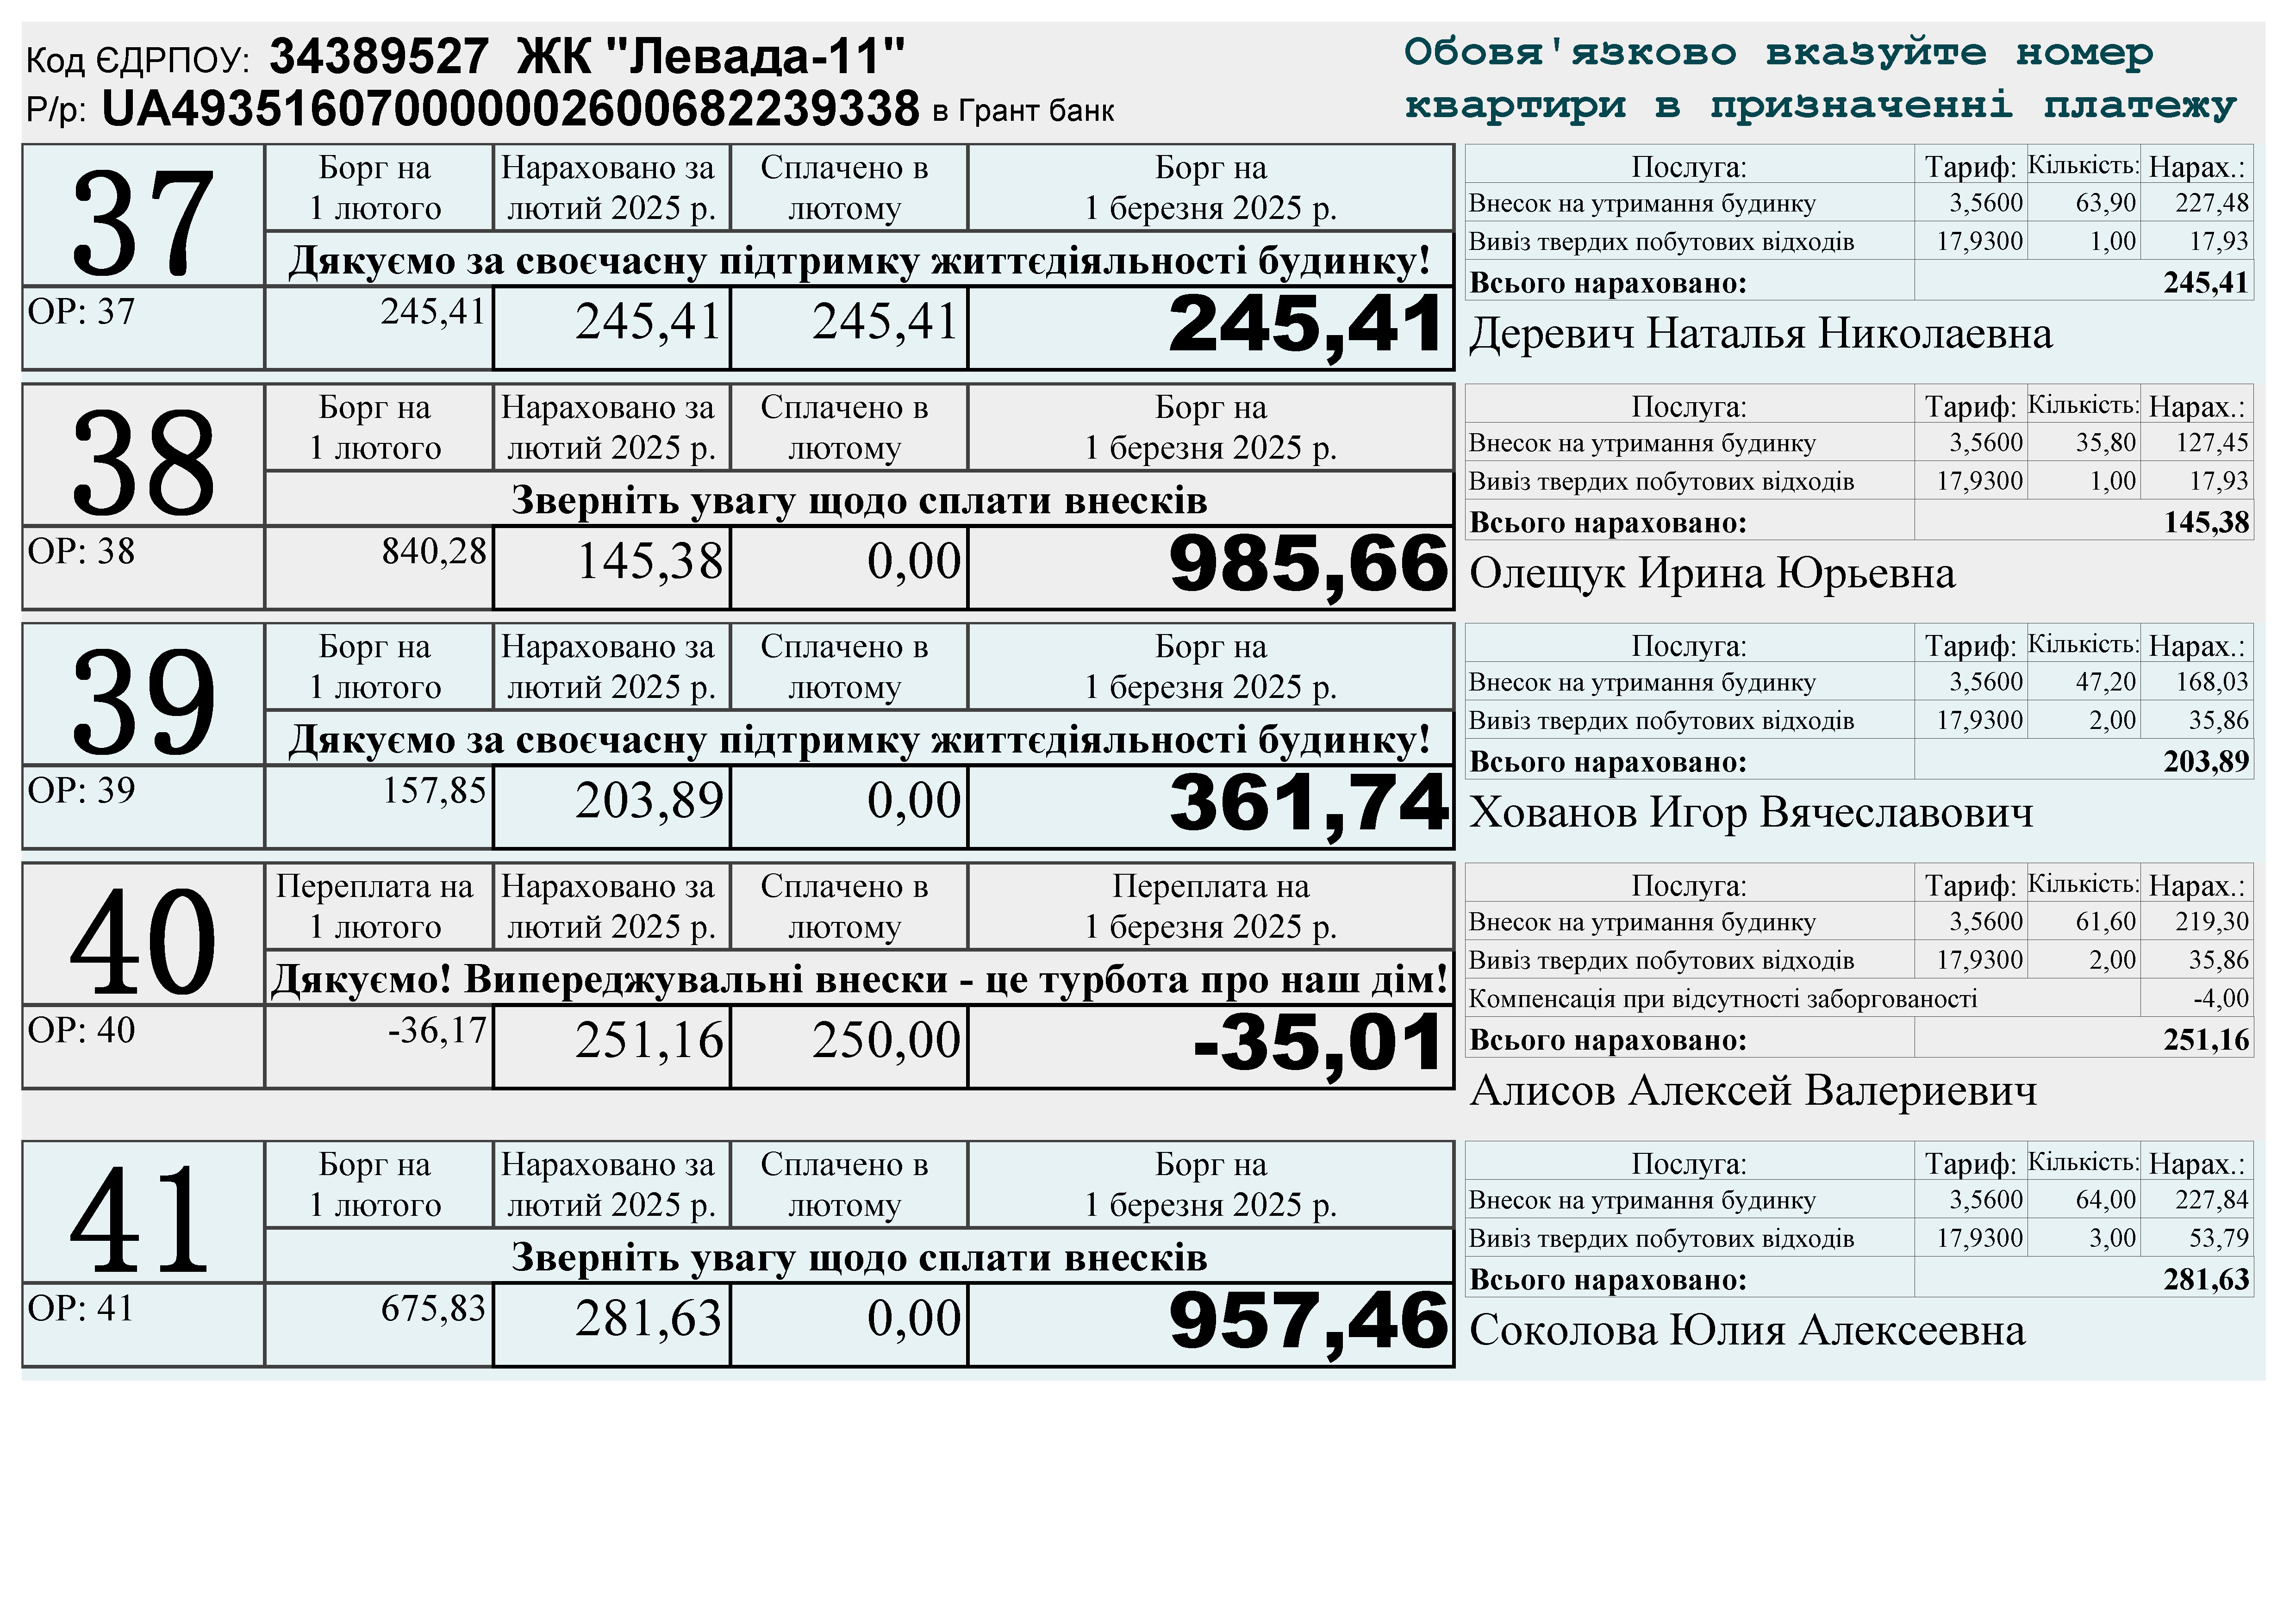 Код ЄДРПОУ: 34389527 ЖК "Левада-11"
Р/р: UA493516070000002600682239338 в Грант банк
Обовя'язково вказуйте номер
квартири в призначенні платежу
37
Борг на
1 лютого
Нараховано за
лютий 2025 р.
Сплачено в
лютому
Борг на
1 березня 2025 р.
Дякуємо за своєчасну підтримку життєдіяльності будинку!
ОР: 37 245,41 245,41 245,41 245,41
Послуга: Тариф: Кількість: Нарах.:
Внесок на утримання будинку 3,5600 63,90 227,48
Вивіз твердих побутових відходів 17,9300 1,00 17,93
Всього нараховано: 245,41
Деревич Наталья Николаевна
38
Борг на
1 лютого
Нараховано за
лютий 2025 р.
Сплачено в
лютому
Борг на
1 березня 2025 р.
Зверніть увагу щодо сплати внесків
ОР: 38 840,28 145,38 0,00 985,66
Послуга: Тариф: Кількість: Нарах.:
Внесок на утримання будинку 3,5600 35,80 127,45
Вивіз твердих побутових відходів 17,9300 1,00 17,93
Всього нараховано: 145,38
Олещук Ирина Юрьевна
39
Борг на
1 лютого
Нараховано за
лютий 2025 р.
Сплачено в
лютому
Борг на
1 березня 2025 р.
Дякуємо за своєчасну підтримку життєдіяльності будинку!
ОР: 39 157,85 203,89 0,00 361,74
Послуга: Тариф: Кількість: Нарах.:
Внесок на утримання будинку 3,5600 47,20 168,03
Вивіз твердих побутових відходів 17,9300 2,00 35,86
Всього нараховано: 203,89
Хованов Игор Вячеславович
40
Переплата на
1 лютого
Нараховано за
лютий 2025 р.
Сплачено в
лютому
Переплата на
1 березня 2025 р.
Дякуємо! Випереджувальні внески - це турбота про наш дім!
ОР: 40 -36,17 251,16 250,00 -35,01
Послуга: Тариф: Кількість: Нарах.:
Внесок на утримання будинку 3,5600 61,60 219,30
Вивіз твердих побутових відходів 17,9300 2,00 35,86
Компенсація при відсутності заборгованості -4,00
Всього нараховано: 251,16
Алисов Алексей Валериевич
41
Борг на
1 лютого
Нараховано за
лютий 2025 р.
Сплачено в
лютому
Борг на
1 березня 2025 р.
Зверніть увагу щодо сплати внесків
ОР: 41 675,83 281,63 0,00 957,46
Послуга: Тариф: Кількість: Нарах.:
Внесок на утримання будинку 3,5600 64,00 227,84
Вивіз твердих побутових відходів 17,9300 3,00 53,79
Всього нараховано: 281,63
Соколова Юлия Алексеевна